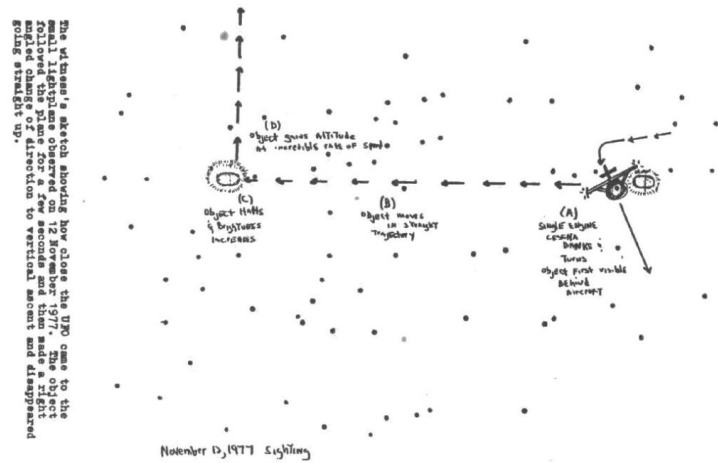 The witness's sketch showing how close the UFO came to the
small lightplane observed on 12 November 1977. The object
followed the plane for a few seconds and then made a right
angled change of direction to vertical ascent and disappeared
going straight up.
(D)
Object gains Altitude
at incredible rate of speed
(C)
Object Halts
& Brightness
increases
(B)
Object moves
in straight
Trajectory
(A)
Single Engine
Cessna
Banks &
Turns
Object first visible
Behind
Aircraft
November 12, 1977 Sighting